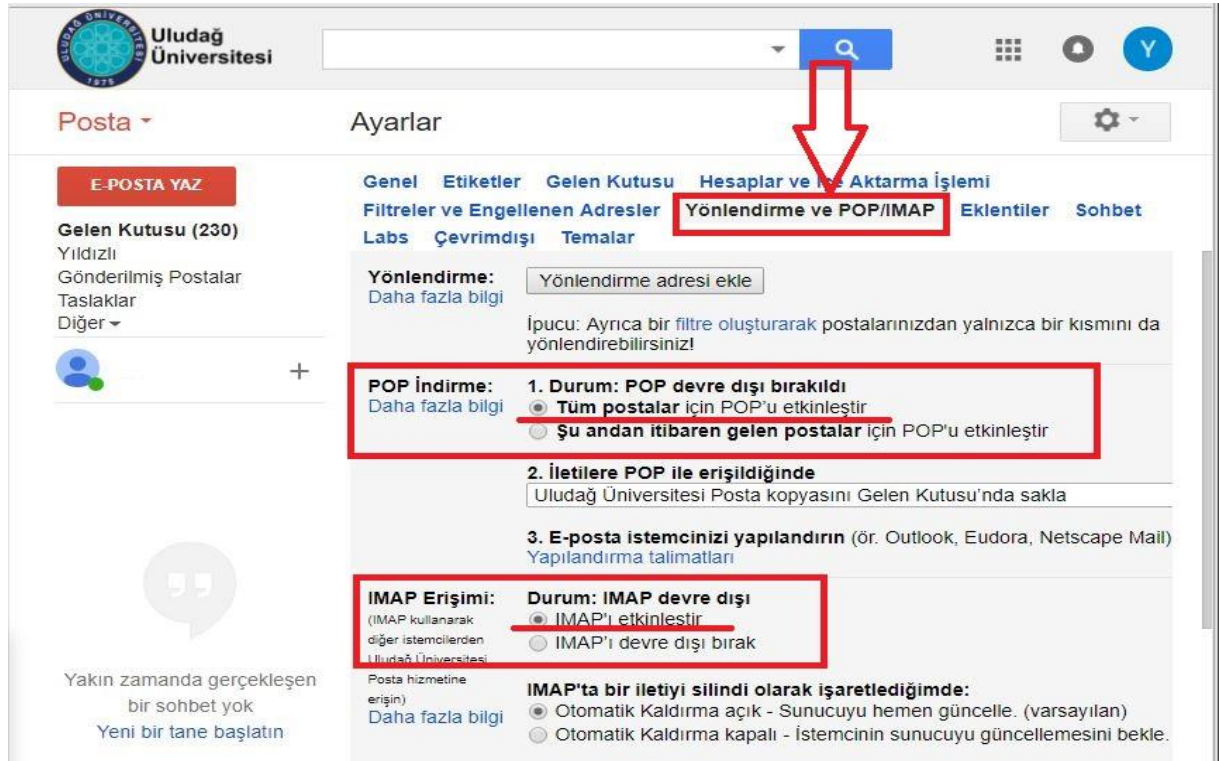 Uludağ
Üniversitesi
ULUDAĞ ÜNİVERSİTESİ
1975
Y
Posta
Ayarlar
E-POSTA YAZ
Gelen Kutusu (230)
Yıldızlı
Gönderilmiş Postalar
Taslaklar
Diğer
Yakın zamanda gerçekleşen
bir sohbet yok
Yeni bir tane başlatın
Genel Etiketler Gelen Kutusu Hesaplar ve İçe Aktarma İşlemi
Filtreler ve Engellenen Adresler Yönlendirme ve POP/IMAP Eklentiler Sohbet
Labs Çevrimdışı Temalar
Yönlendirme: Yönlendirme adresi ekle
Daha fazla bilgi
İpucu: Ayrıca bir filtre oluşturarak postalarınızdan yalnızca bir kısmını da
yönlendirebilirsiniz!
POP İndirme: 1. Durum: POP devre dışı bırakıldı
Daha fazla bilgi Tüm postalar için POP'u etkinleştir
Şu andan itibaren gelen postalar için POP'u etkinleştir
2. İletilere POP ile erişildiğinde
Uludağ Üniversitesi Posta kopyasını Gelen Kutusu'nda sakla
3. E-posta istemcinizi yapılandırın (ör. Outlook, Eudora, Netscape Mail)
Yapılandırma talimatları
IMAP Erişimi: Durum: IMAP devre dışı
(IMAP kullanarak IMAP'ı etkinleştir
diğer istemcilerden IMAP'ı devre dışı bırak
Uludağ Üniversitesi
Posta hizmetine
erişin)
Daha fazla bilgi
IMAP'ta bir iletiyi silindi olarak işaretlediğimde:
Otomatik Kaldırma açık - Sunucuyu hemen güncelle. (varsayılan)
Otomatik Kaldırma kapalı - İstemcinin sunucuyu güncellemesini bekle.